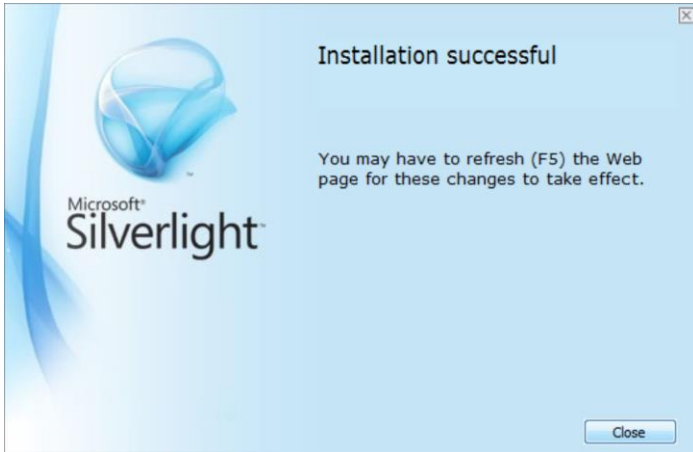 Installation successful
You may have to refresh (F5) the Web
page for these changes to take effect.
Microsoft®
Silverlight™
Close